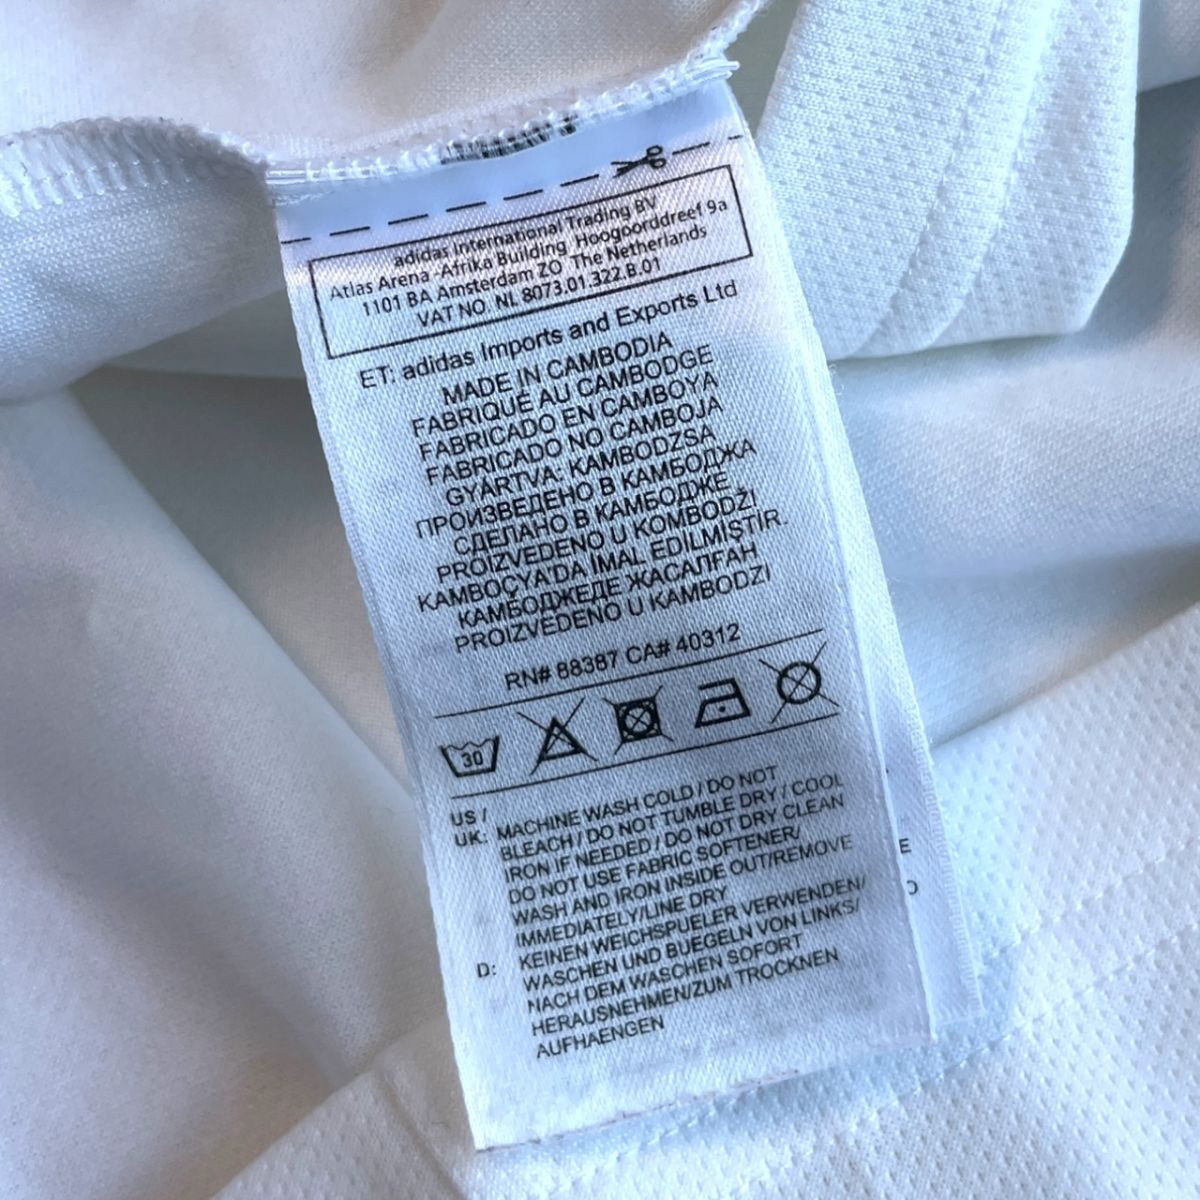 adidas International Trading BV
Atlas Arena Afrika Building Hoogoorddreef 9a
1101 BA Amsterdam ZO The Netherlands
VAT NO. NL 8073.01.322.B.01
ET: adidas Imports and Exports Ltd
MADE IN CAMBODIA
FABRIQUÉ AU CAMBODGE
FABRICADO EN CAMBOYA
FABRICADO NO CAMBOJA
GYÁRTVA: KAMBODZSA
ПРОИЗВЕДЕНО В КАМБОДЖА
СДЕЛАНО В КАМБОДЖЕ
PROIZVEDENO U KOMBODŽI
KAMBOÇYA'DA İMAL EDİLMİŞTİR.
КАМБОДЖЕДЕ ЖАСАЛҒАН
PROIZVEDENO U KAMBODZI
RN# 88387 CA# 40312
30
US / UK: MACHINE WASH COLD / DO NOT
BLEACH / DO NOT TUMBLE DRY / COOL
IRON IF NEEDED / DO NOT DRY CLEAN
DO NOT USE FABRIC SOFTENER/
WASH AND IRON INSIDE OUT/REMOVE
IMMEDIATELY/LINE DRY
D: KEINEN WEICHSPUELER VERWENDEN/
WASCHEN UND BUEGELN VON LINKS/
NACH DEM WASCHEN SOFORT
HERAUSNEHMEN/ZUM TROCKNEN
AUFHAENGEN